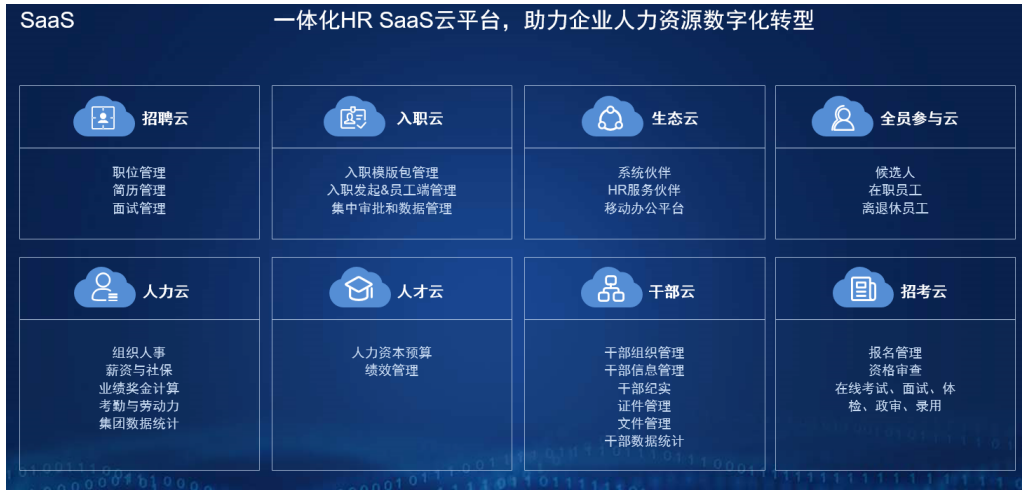 SaaS
一体化HR SaaS云平台，助力企业人力资源数字化转型
招聘云
职位管理
简历管理
面试管理
入职云
入职模版包管理
入职发起&员工端管理
集中审批和数据管理
生态云
系统伙伴
HR服务伙伴
移动办公平台
全员参与云
候选人
在职员工
离退休员工
人力云
组织人事
薪资与社保
业绩奖金计算
考勤与劳动力
集团数据统计
人才云
人力资本预算
绩效管理
干部云
干部组织管理
干部信息管理
干部纪实
证件管理
文件管理
干部数据统计
招考云
报名管理
资格审查
在线考试、面试、体
检、政审、录用